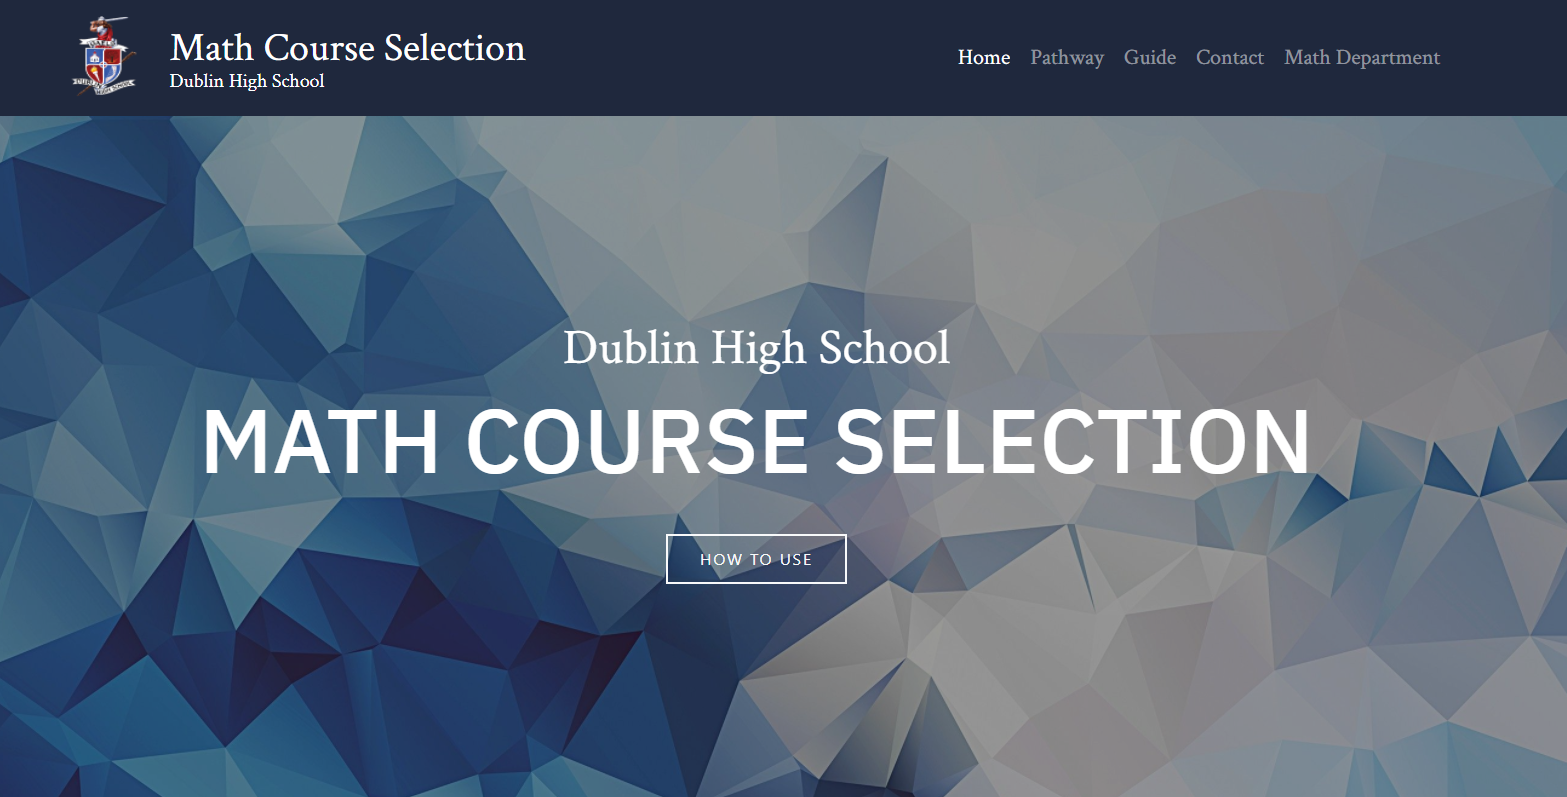 Math Course Selection
Dublin High School
Home Pathway Guide Contact Math Department
Dublin High School
MATH COURSE SELECTION
HOW TO USE